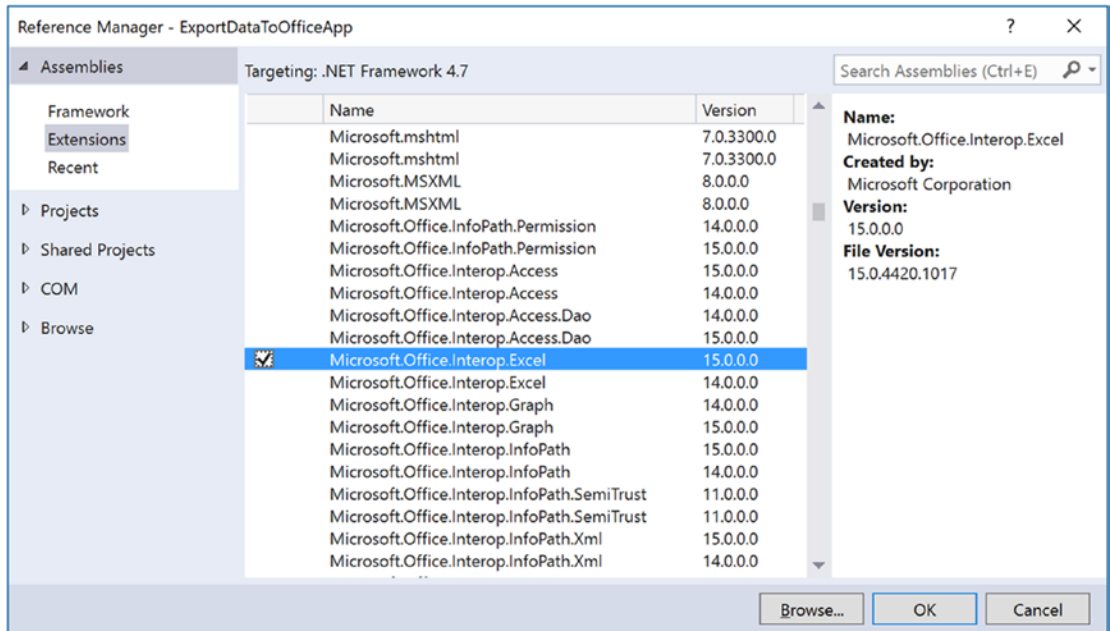 Reference Manager - ExportDataToOfficeApp ? ×
Assemblies
Framework
Extensions
Recent
Projects
Shared Projects
COM
Browse
Targeting: .NET Framework 4.7
Search Assemblies (Ctrl+E)
Name Version
Microsoft.mshtml 7.0.3300.0
Microsoft.mshtml 7.0.3300.0
Microsoft.MSXML 8.0.0.0
Microsoft.MSXML 8.0.0.0
Microsoft.Office.InfoPath.Permission 14.0.0.0
Microsoft.Office.InfoPath.Permission 15.0.0.0
Microsoft.Office.Interop.Access 15.0.0.0
Microsoft.Office.Interop.Access 14.0.0.0
Microsoft.Office.Interop.Access.Dao 14.0.0.0
Microsoft.Office.Interop.Access.Dao 15.0.0.0
Microsoft.Office.Interop.Excel 15.0.0.0
Microsoft.Office.Interop.Excel 14.0.0.0
Microsoft.Office.Interop.Graph 14.0.0.0
Microsoft.Office.Interop.Graph 15.0.0.0
Microsoft.Office.Interop.InfoPath 15.0.0.0
Microsoft.Office.Interop.InfoPath 14.0.0.0
Microsoft.Office.Interop.InfoPath.SemiTrust 11.0.0.0
Microsoft.Office.Interop.InfoPath.SemiTrust 11.0.0.0
Microsoft.Office.Interop.InfoPath.Xml 15.0.0.0
Microsoft.Office.Interop.InfoPath.Xml 14.0.0.0
Name:
Microsoft.Office.Interop.Excel
Created by:
Microsoft Corporation
Version:
15.0.0.0
File Version:
15.0.4420.1017
Browse... OK Cancel